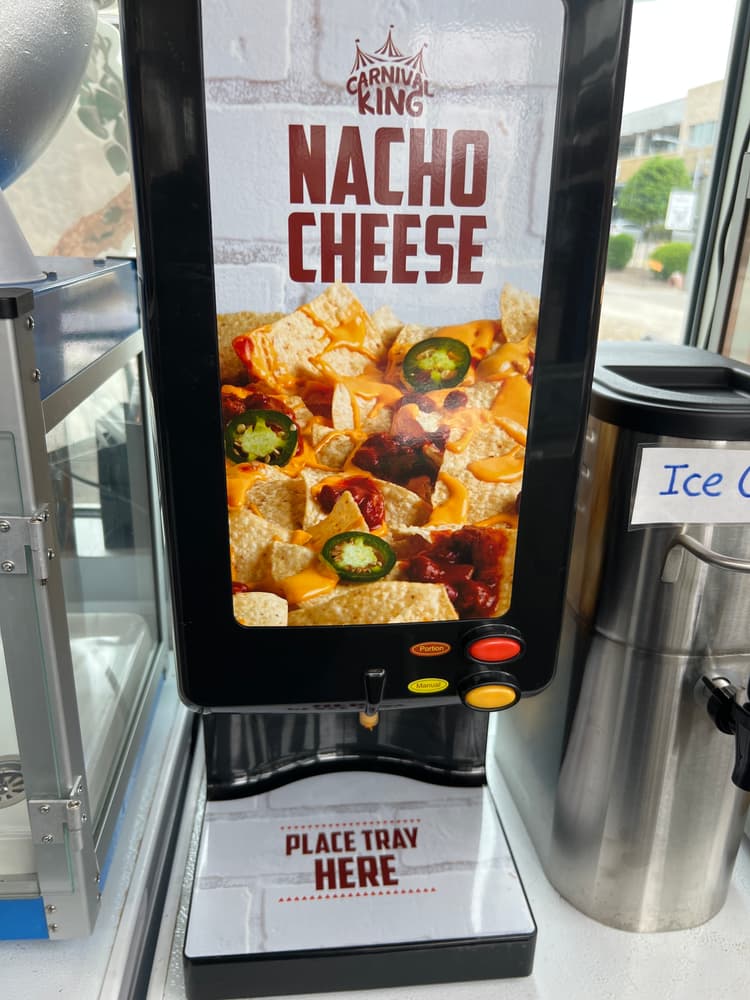 CARNIVAL
KING
NACHO
CHEESE
Ice
Portion
Manual
PLACE TRAY
HERE